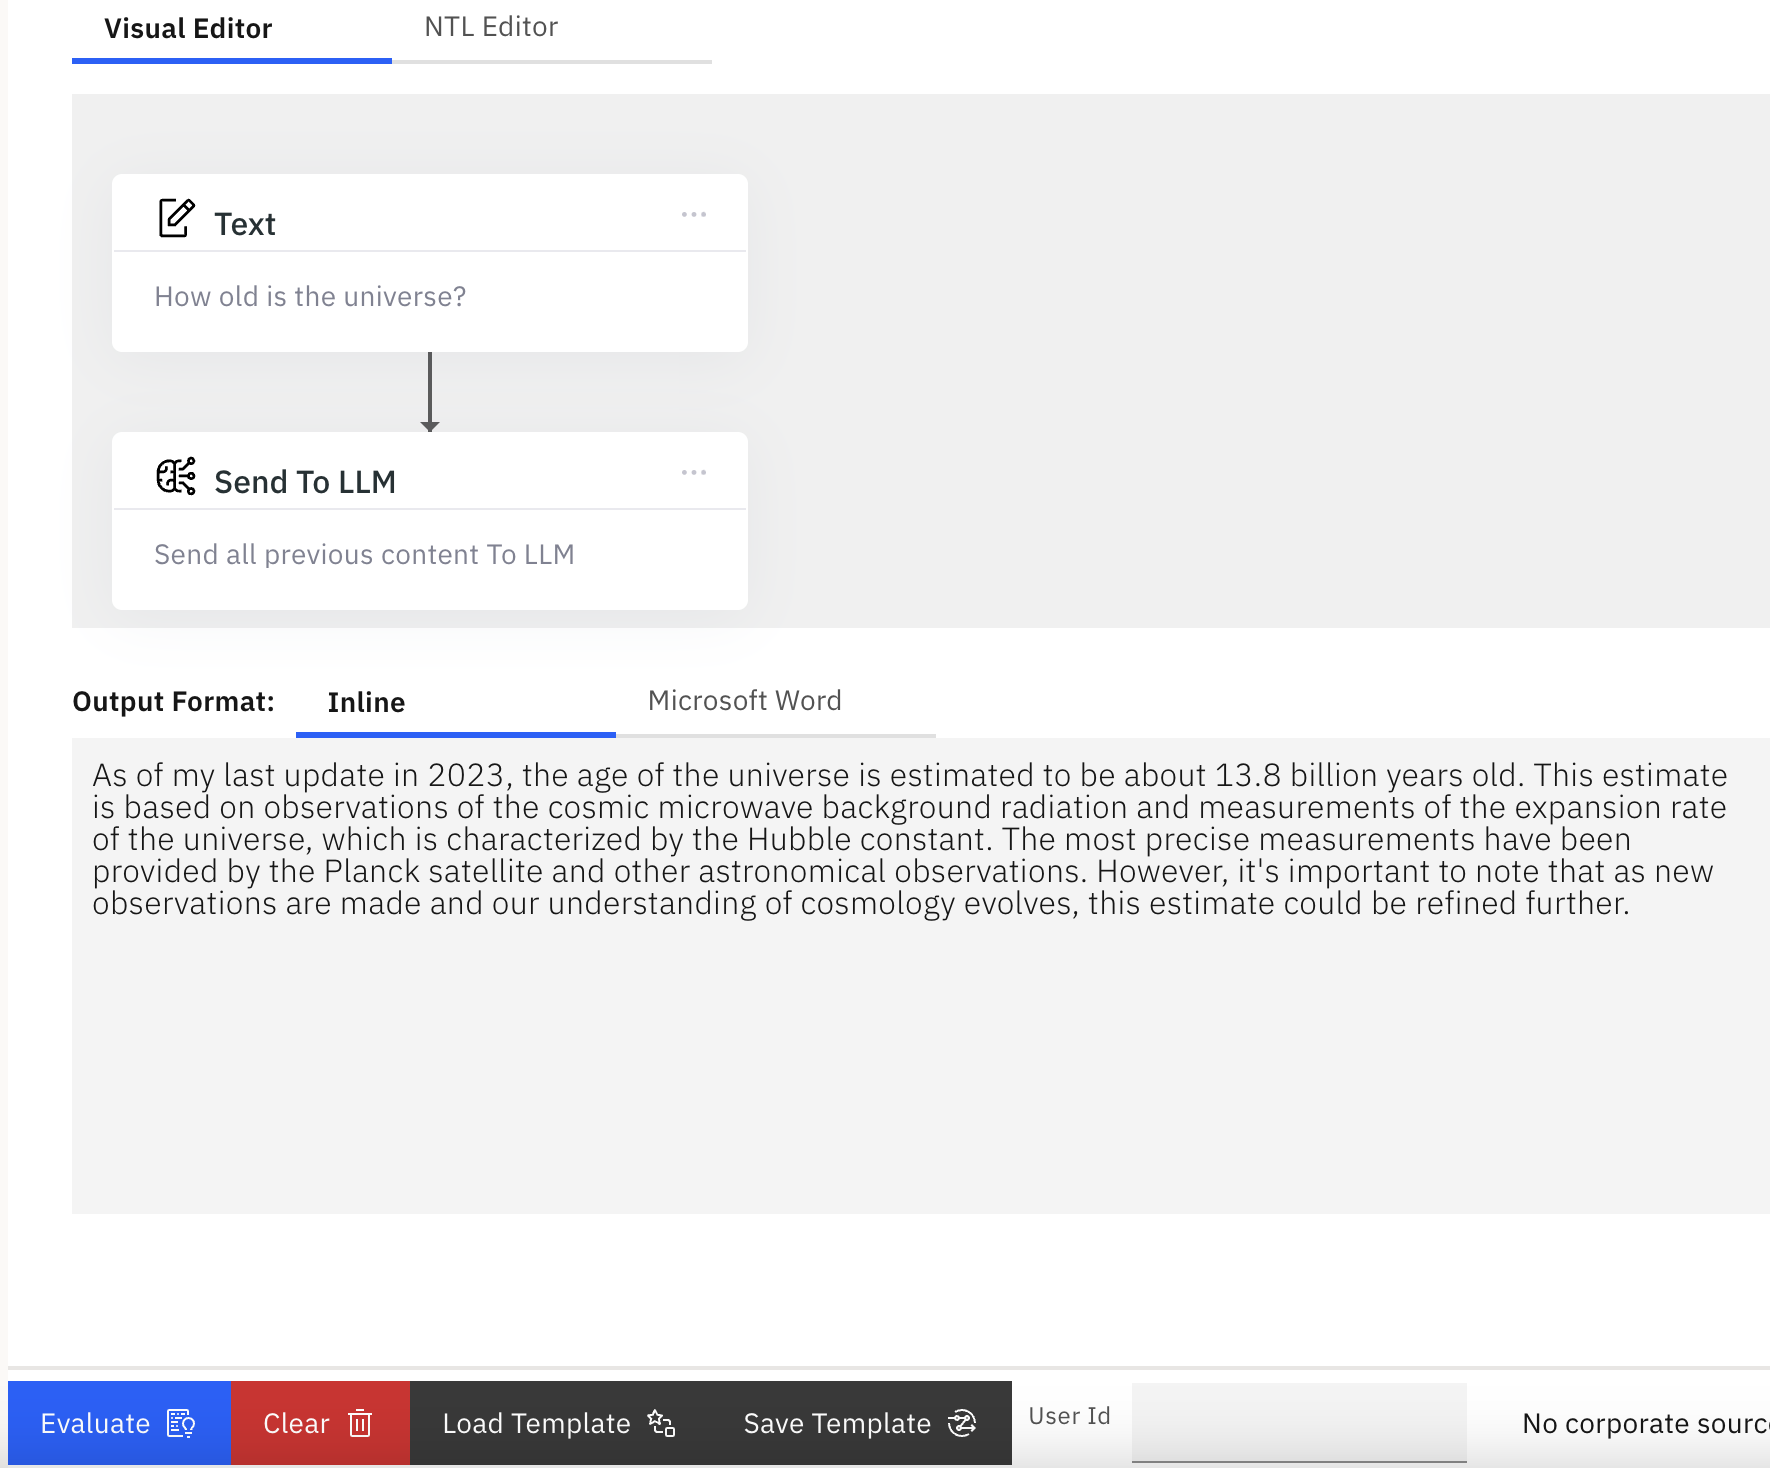 Visual Editor
NTL Editor
Text
How old is the universe?
Send To LLM
Send all previous content To LLM
Output Format:
Inline
Microsoft Word
As of my last update in 2023, the age of the universe is estimated to be about 13.8 billion years old. This estimate
is based on observations of the cosmic microwave background radiation and measurements of the expansion rate
of the universe, which is characterized by the Hubble constant. The most precise measurements have been
provided by the Planck satellite and other astronomical observations. However, it's important to note that as new
observations are made and our understanding of cosmology evolves, this estimate could be refined further.
Evaluate
Clear
Load Template
Save Template
User Id
No corporate